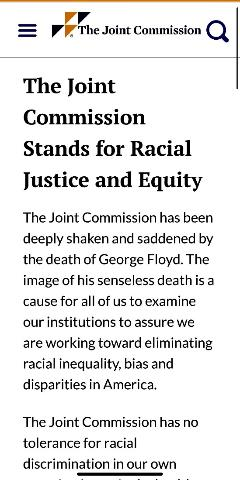 The Joint Commission
The Joint
Commission
Stands for Racial
Justice and Equity
The Joint Commission has been
deeply shaken and saddened by
the death of George Floyd. The
image of his senseless death is a
cause for all of us to examine
our institutions to assure we
are working toward eliminating
racial inequality, bias and
disparities in America.
The Joint Commission has no
tolerance for racial
discrimination in our own